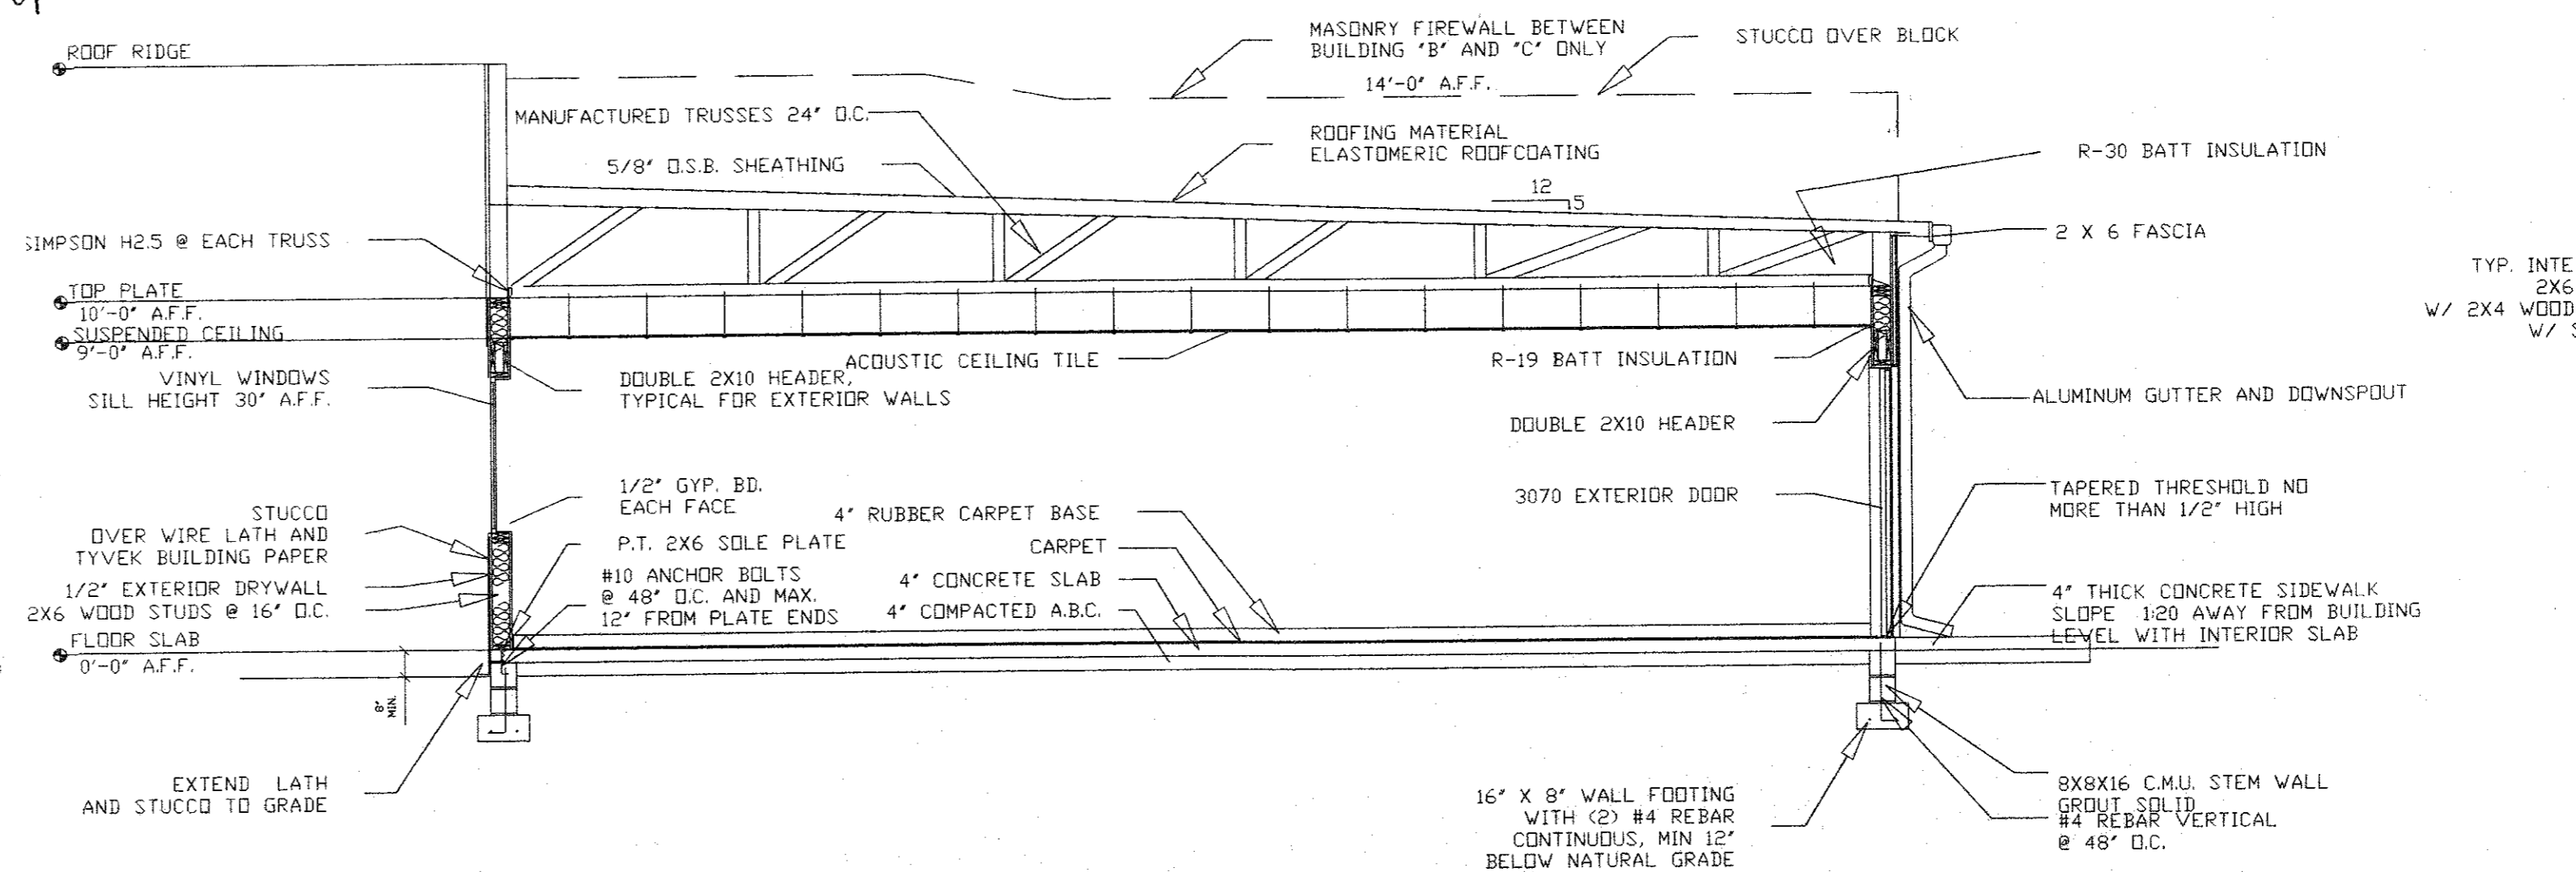 ROOF RIDGE
MASONRY FIREWALL BETWEEN
BUILDING "B" AND "C" ONLY
14'-0" A.F.F.
STUCCO OVER BLOCK
MANUFACTURED TRUSSES 24" O.C.
5/8" O.S.B. SHEATHING
ROOFING MATERIAL
ELASTOMERIC ROOFCOATING
12
5
R-30 BATT INSULATION
SIMPSON H2.5 @ EACH TRUSS
2 X 6 FASCIA
TOP PLATE
10'-0" A.F.F.
SUSPENDED CEILING
9'-0" A.F.F.
TYP. INTE
2X6
W/ 2X4 WOOD
W/ S
VINYL WINDOWS
SILL HEIGHT 30" A.F.F.
DOUBLE 2X10 HEADER,
TYPICAL FOR EXTERIOR WALLS
ACOUSTIC CEILING TILE
R-19 BATT INSULATION
DOUBLE 2X10 HEADER
ALUMINUM GUTTER AND DOWNSPOUT
1/2" GYP. BD.
EACH FACE
3070 EXTERIOR DOOR
TAPERED THRESHOLD NO
MORE THAN 1/2" HIGH
STUCCO
OVER WIRE LATH AND
TYVEK BUILDING PAPER
1/2" EXTERIOR DRYWALL
2X6 WOOD STUDS @ 16" O.C.
FLOOR SLAB
0'-0" A.F.F.
4" RUBBER CARPET BASE
P.T. 2X6 SOLE PLATE
CARPET
#10 ANCHOR BOLTS
@ 48" O.C. AND MAX.
12" FROM PLATE ENDS
4" CONCRETE SLAB
4" COMPACTED A.B.C.
4" THICK CONCRETE SIDEWALK
SLOPE 1:20 AWAY FROM BUILDING
LEVEL WITH INTERIOR SLAB
8"
MIN.
EXTEND LATH
AND STUCCO TO GRADE
16" X 8" WALL FOOTING
WITH (2) #4 REBAR
CONTINUOUS, MIN 12"
BELOW NATURAL GRADE
8X8X16 C.M.U. STEM WALL
GROUT SOLID
#4 REBAR VERTICAL
@ 48" O.C.